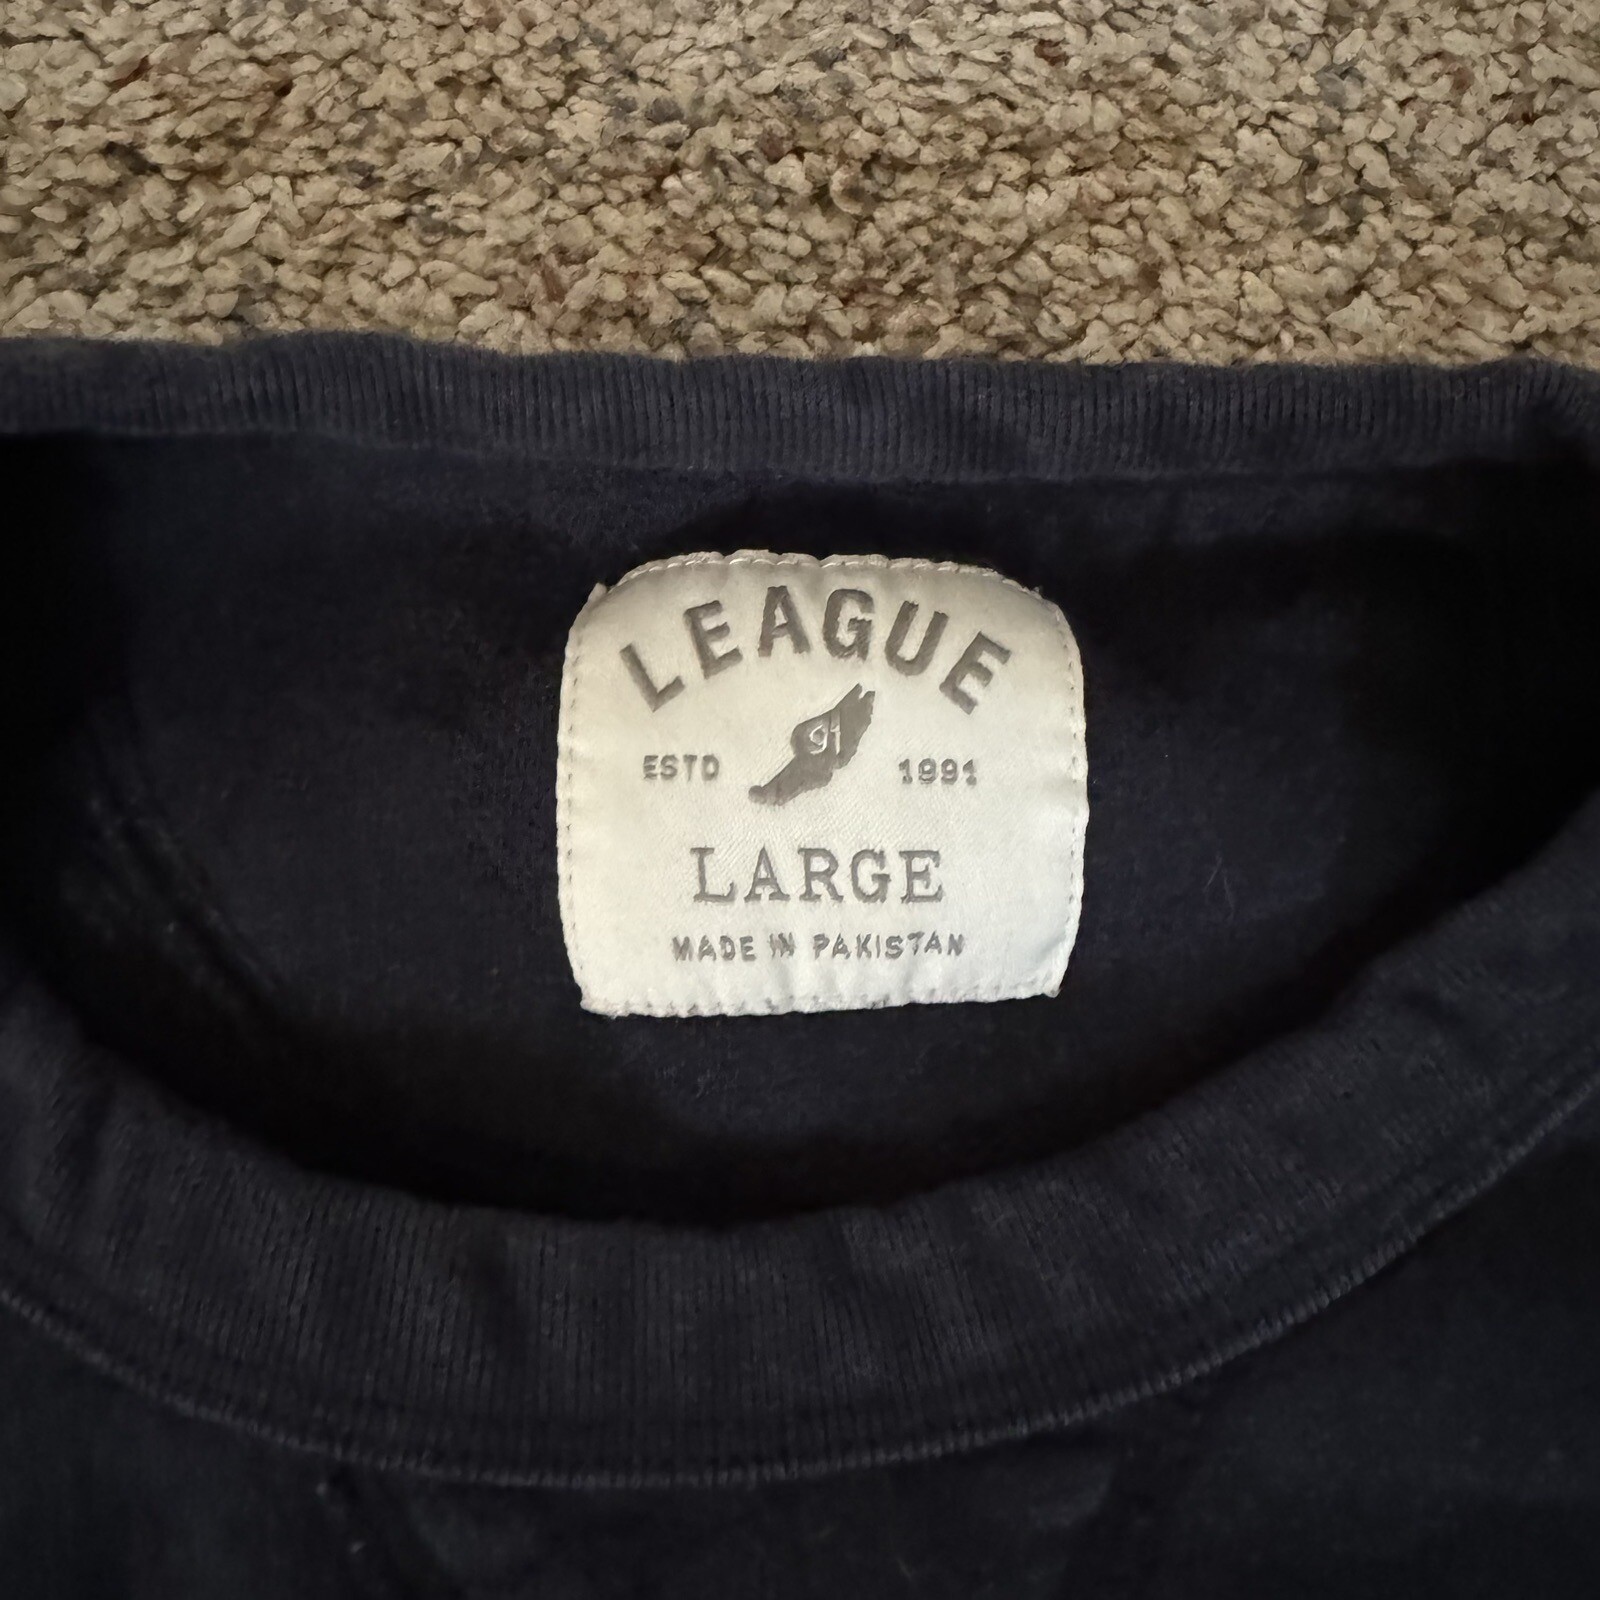 LEAGUE
91
ESTD 1991
LARGE
MADE IN PAKISTAN